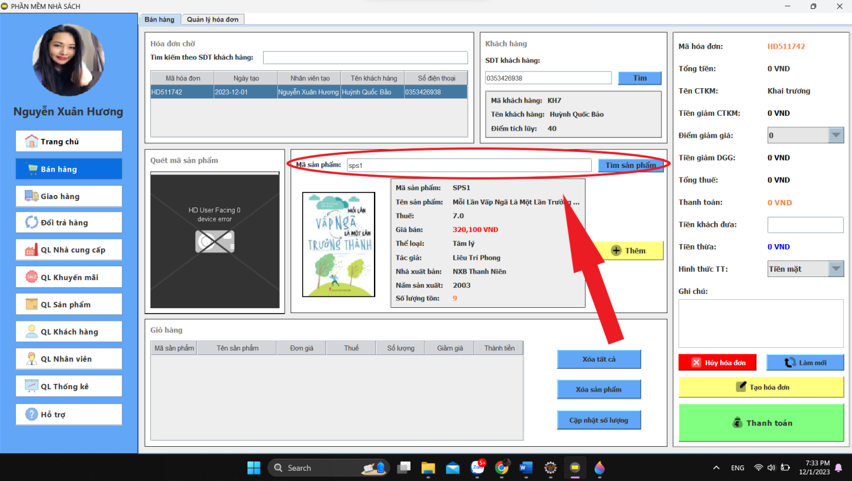 PHẦN MỀM NHÀ SÁCH
Nguyễn Xuân Hương
Trang chủ
Bán hàng
Giao hàng
Đổi trả hàng
QL Nhà cung cấp
QL Khuyến mãi
QL Sản phẩm
QL Khách hàng
QL Nhân viên
QL Thống kê
Hỗ trợ
Bán hàng Quản lý hóa đơn
Hóa đơn chờ
Tìm kiếm theo SDT khách hàng:
Mã hóa đơn Ngày tạo Nhân viên tạo Tên khách hàng Số điện thoại
HD511742 2023-12-01 Nguyễn Xuân Hương Huỳnh Quốc Bảo 0353426938
Khách hàng
SDT khách hàng:
0353426938 Tìm
Mã khách hàng: KH7
Tên khách hàng: Huỳnh Quốc Bảo
Điểm tích lũy: 40
Quét mã sản phẩm
HD User Facing 0
device error
Mã sản phẩm: sps1 Tìm sản phẩm
MỖI LẦN
VẤP NGÃ
LÀ MỘT LẦN
TRƯỞNG THÀNH
Mã sản phẩm: SPS1
Tên sản phẩm: Mỗi Lần Vấp Ngã Là Một Lần Trưởng ...
Thuế: 7.0
Giá bán: 320,100 VND
Thể loại: Tâm lý
Tác giả: Liêu Trí Phong
Nhà xuất bản: NXB Thanh Niên
Năm sản xuất: 2003
Số lượng tồn: 9
Thêm
Giỏ hàng
Mã sản phẩm Tên sản phẩm Đơn giá Thuế Số lượng Giảm giá Thành tiền
Xóa tất cả
Xóa sản phẩm
Cập nhật số lượng
Mã hóa đơn: HD511742
Tổng tiền: 0 VND
Tên CTKM: Khai trương
Tiền giảm CTKM: 0 VND
Điểm giảm giá: 0
Tiền giảm DGG: 0 VND
Tổng thuế: 0 VND
Thanh toán: 0 VND
Tiền khách đưa:
Tiền thừa: 0 VND
Hình thức TT: Tiền mặt
Ghi chú:
Hủy hóa đơn Làm mới
Tạo hóa đơn
Thanh toán
Search
5+
ENG
7:33 PM
12/1/2023